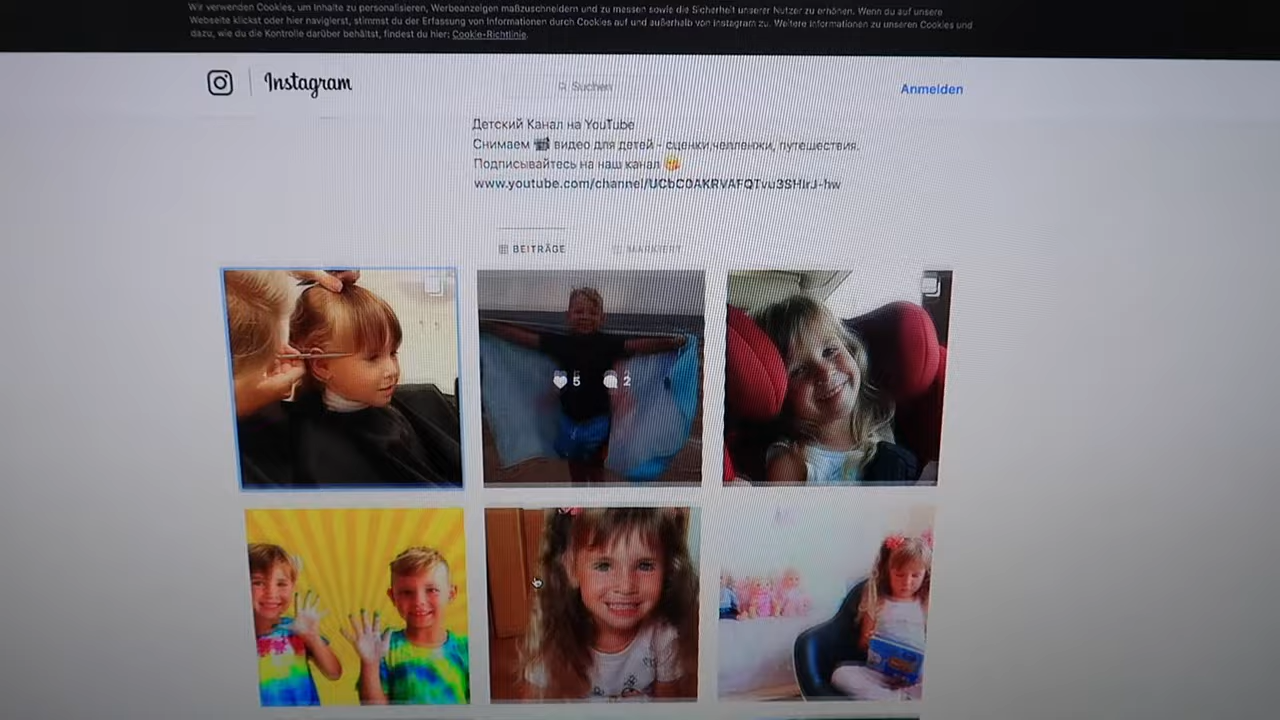 Wir verwenden Cookies, um Inhalte zu personalisieren, Werbeanzeigen maßzuschneidern und zu messen sowie die Sicherheit unserer Nutzer zu erhöhen. Wenn du auf unsere
Webseite klickst oder hier navigierst, stimmst du der Erfassung von Informationen durch Cookies auf und außerhalb von Instagram zu. Weitere Informationen zu unseren Cookies und
dazu, wie du die Kontrolle darüber behältst, findest du hier: Cookie-Richtlinie.
Instagram
Suchen
Anmelden
Детский Канал на YouTube
Снимаем видео для детей - сценки, челленжи, путешествия.
Подписывайтесь на наш канал
www.youtube.com/channel/UCbC0AKRVAFQTvu3SHIrJ-hw
BEITRÄGE
MARKIERT
5
2